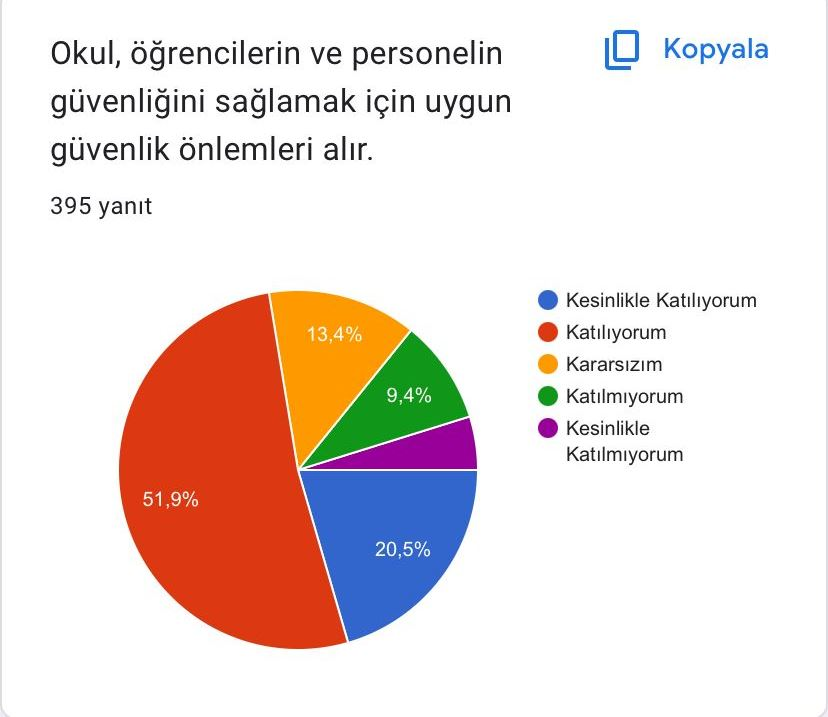 Okul, öğrencilerin ve personelin
güvenliğini sağlamak için uygun
güvenlik önlemleri alır.
Kopyala
395 yanıt
13,4%
9,4%
51,9%
20,5%
Kesinlikle Katılıyorum
Katılıyorum
Kararsızım
Katılmıyorum
Kesinlikle
Katılmıyorum